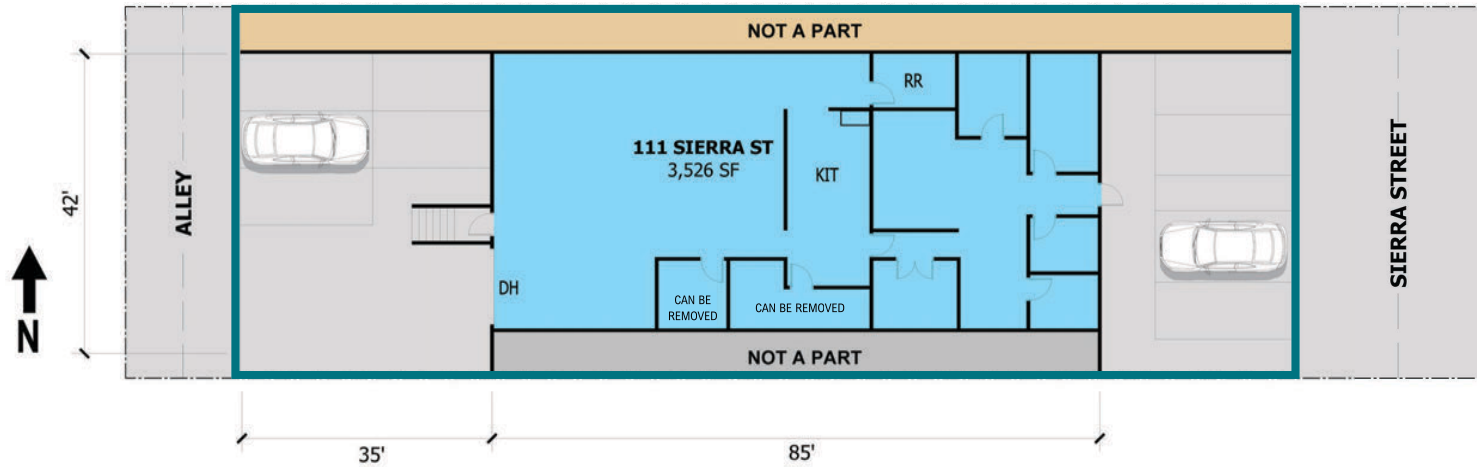 NOT A PART
RR
111 SIERRA ST
3,526 SF
KIT
ALLEY
SIERRA STREET
42'
N
DH
CAN BE
REMOVED
CAN BE REMOVED
NOT A PART
35'
85'